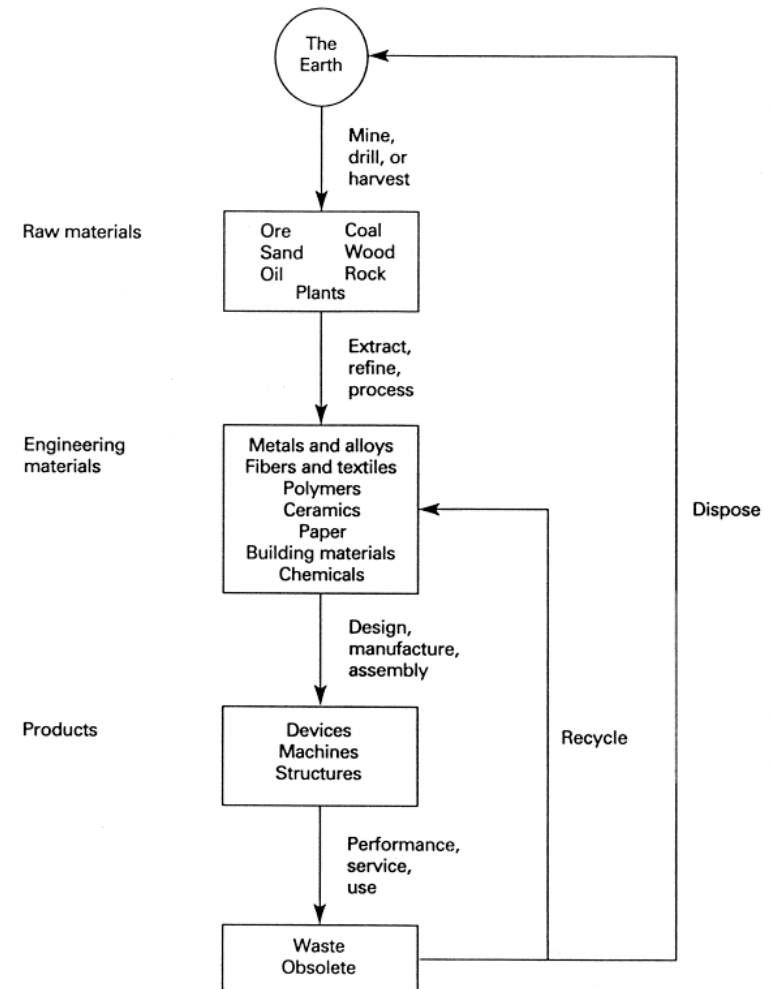 The
Earth
Mine,
drill, or
harvest
Raw materials
Ore Coal
Sand Wood
Oil Rock
Plants
Extract,
refine,
process
Engineering
materials
Metals and alloys
Fibers and textiles
Polymers
Ceramics
Paper
Building materials
Chemicals
Dispose
Design,
manufacture,
assembly
Products
Devices
Machines
Structures
Recycle
Performance,
service,
use
Waste
Obsolete